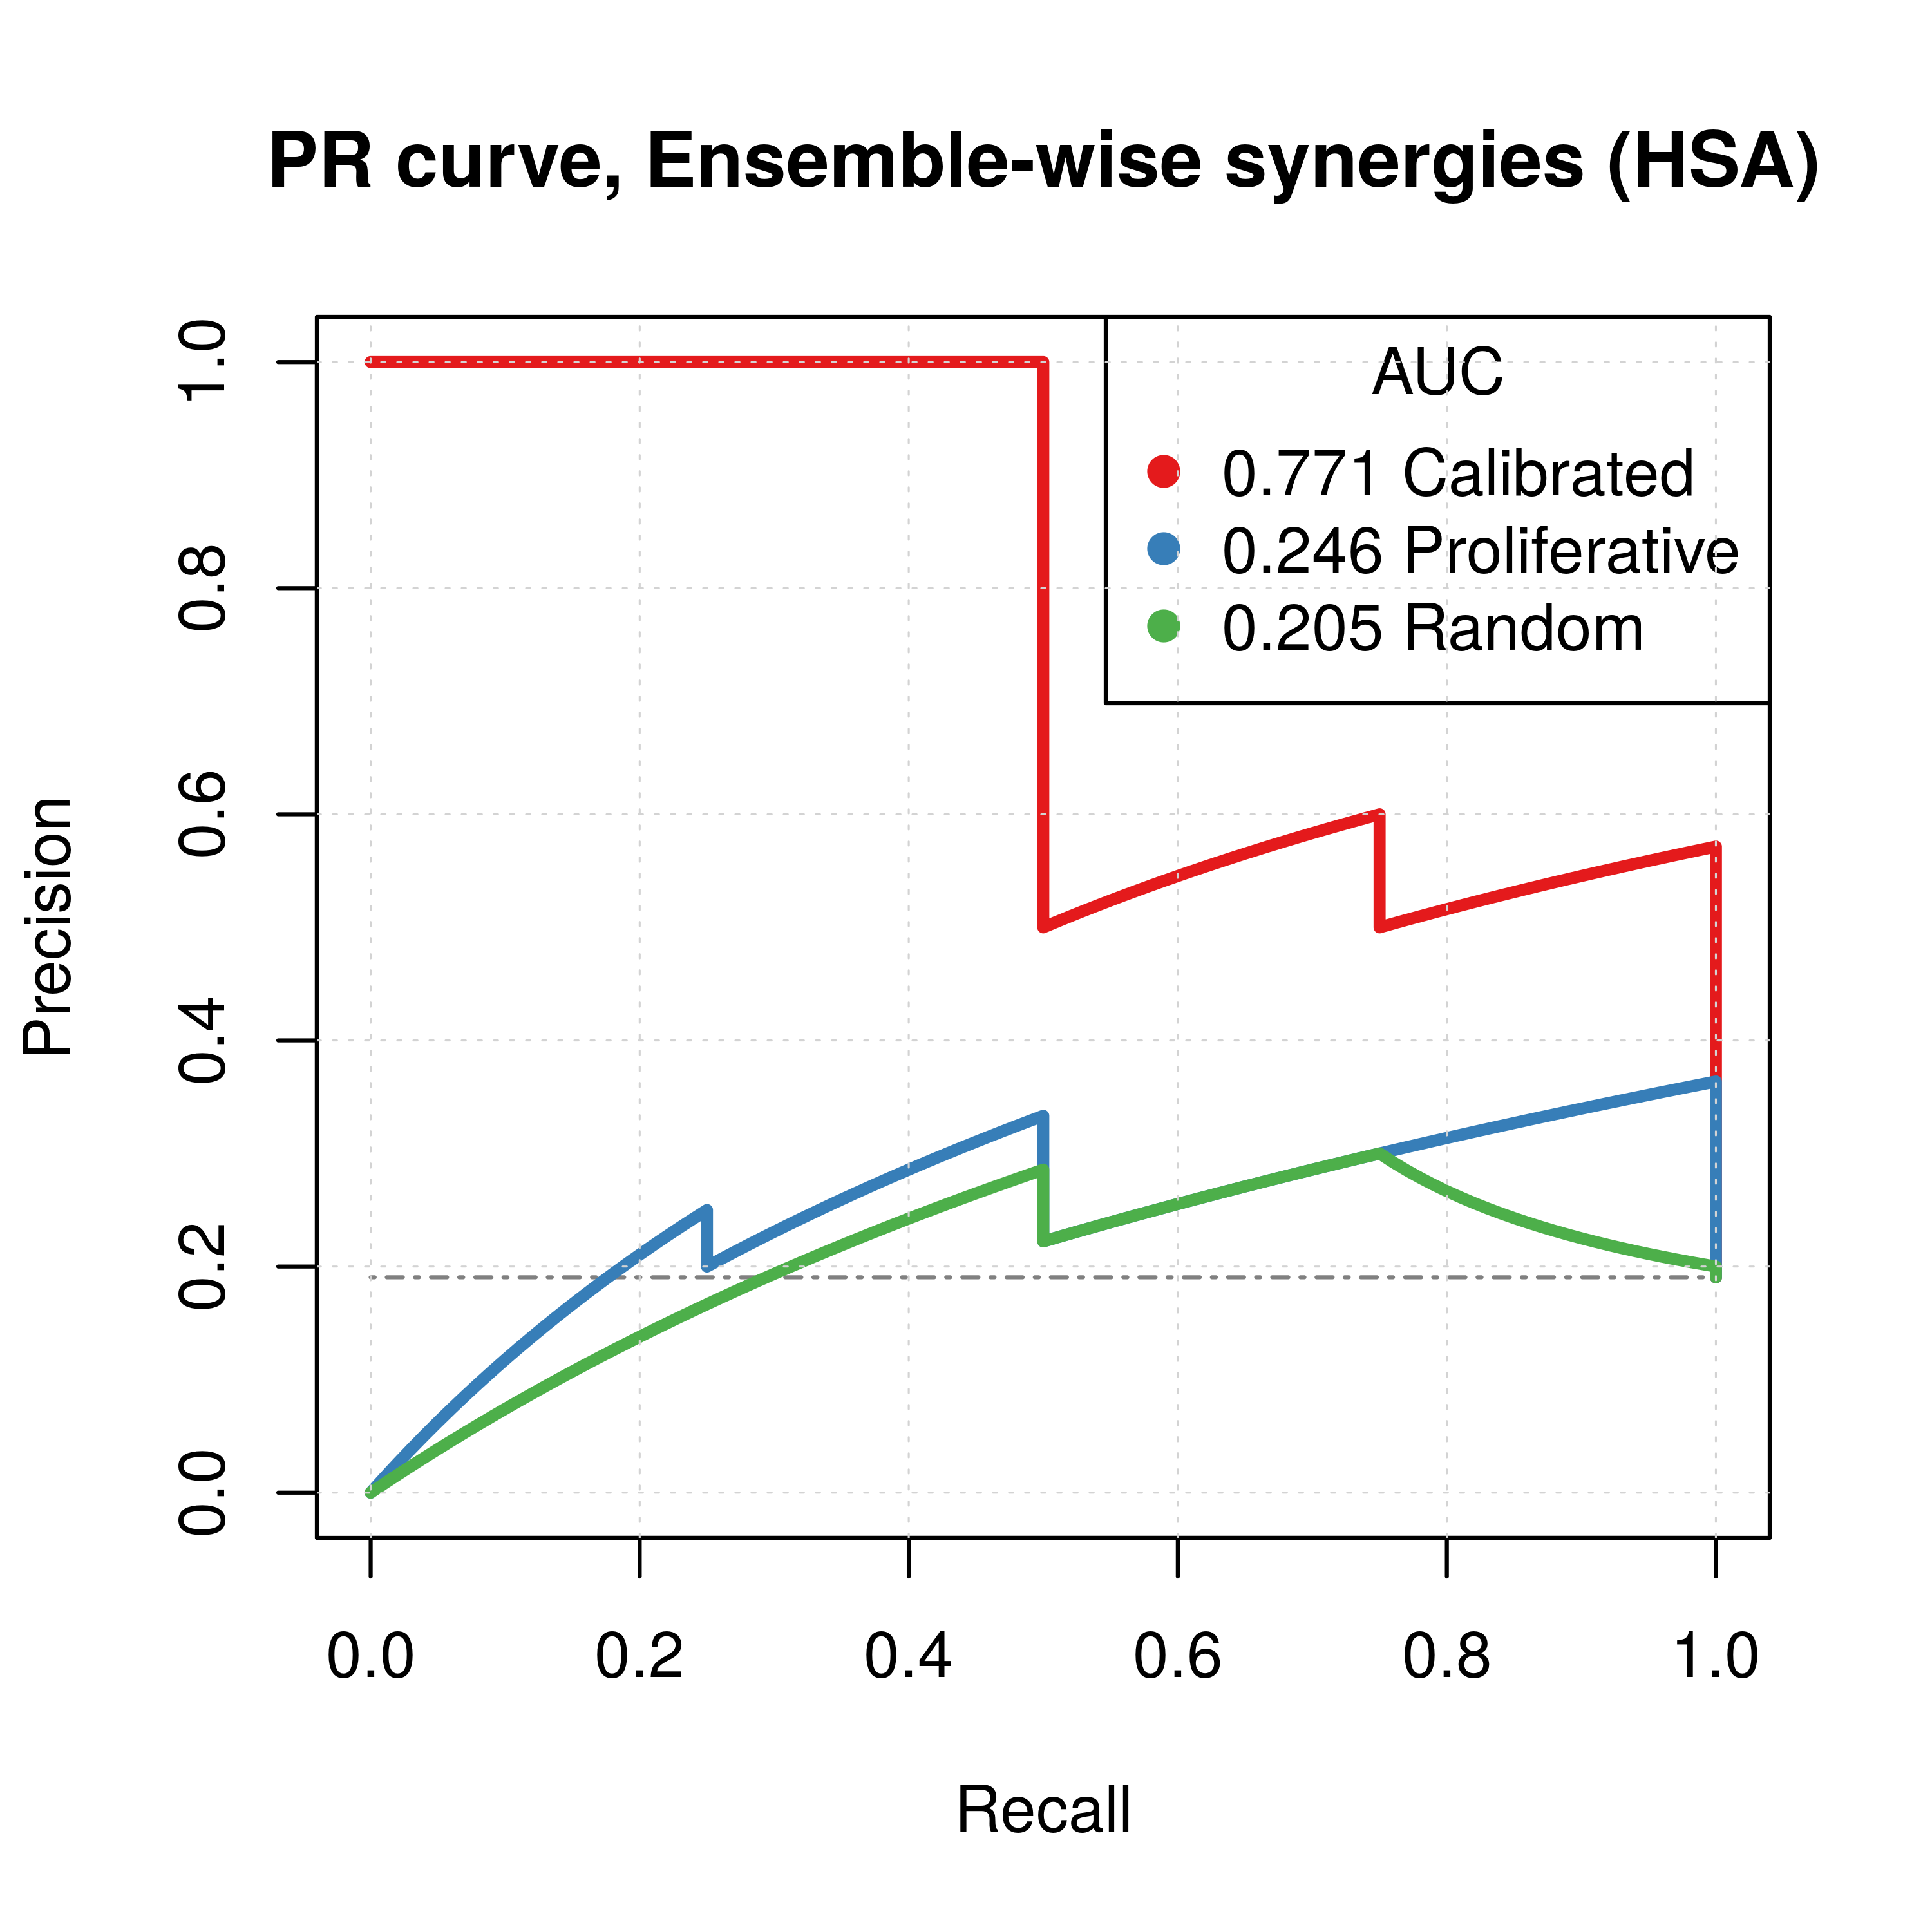 PR curve, Ensemble-wise synergies (HSA)
AUC
0.771 Calibrated
0.246 Proliferative
0.205 Random
Precision
1.0
0.8
0.6
0.4
0.2
0.0
0.0 0.2 0.4 0.6 0.8 1.0
Recall